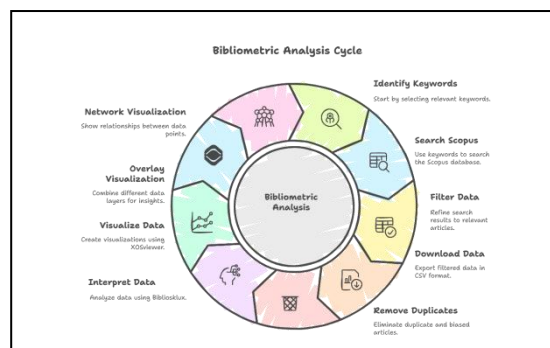 Bibliometric Analysis Cycle
Identify Keywords
Start by selecting relevant keywords.
Search Scopus
Use keywords to search
the Scopus database.
Filter Data
Refine search
results to relevant
articles.
Download Data
Export filtered data in
CSV format.
Remove Duplicates
Eliminate duplicate and biased
articles.
Interpret Data
Analyze data using Bibliosklux.
Visualize Data
Create visualizations using
XOSviewer.
Overlay
Visualization
Combine different data
layers for insights.
Network Visualization
Show relationships between data
points.
Bibliometric
Analysis